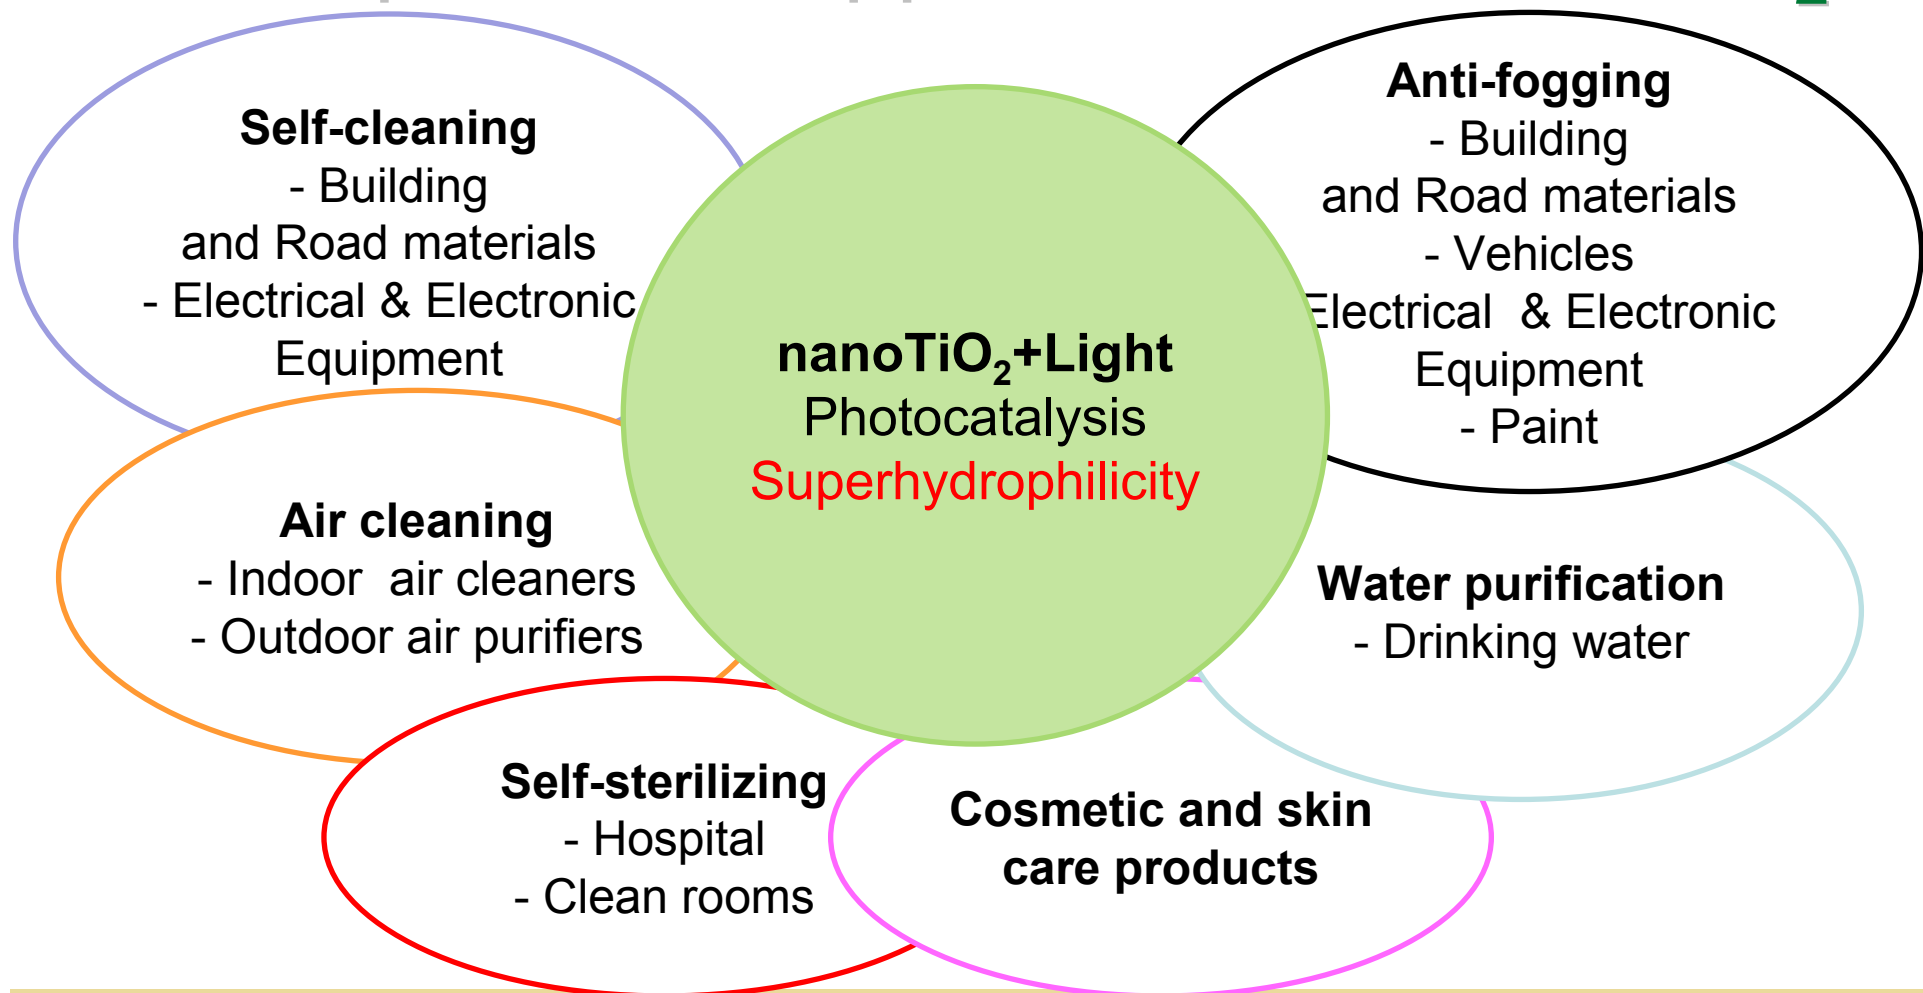 Self-cleaning
- Building
and Road materials
- Electrical & Electronic
Equipment
Anti-fogging
- Building
and Road materials
- Vehicles
Electrical & Electronic
Equipment
- Paint
nanoTiO₂+Light
Photocatalysis
Superhydrophilicity
Air cleaning
- Indoor air cleaners
- Outdoor air purifiers
Water purification
- Drinking water
Self-sterilizing
- Hospital
- Clean rooms
Cosmetic and skin
care products